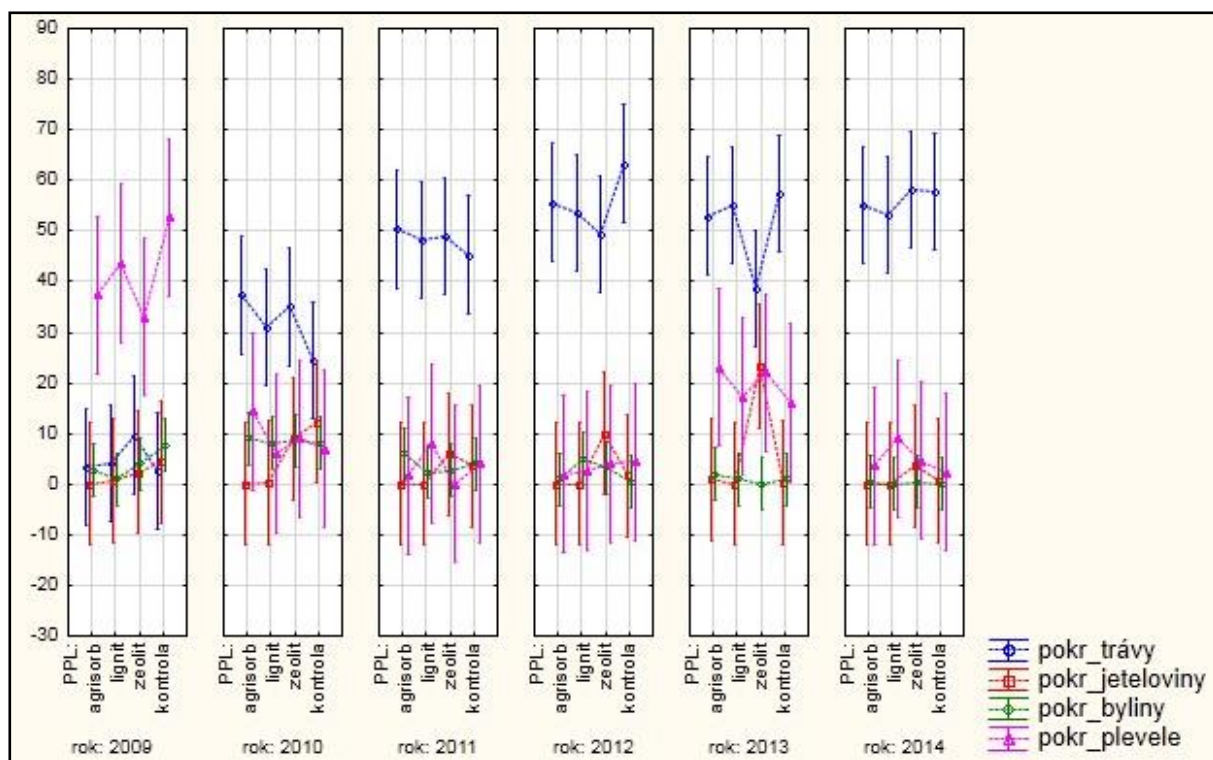 90
80
70
60
50
40
30
20
10
0
-10
-20
-30
PPL: agrisorb lignit zeolit kontrola
PPL: agrisorb lignit zeolit kontrola
PPL: agrisorb lignit zeolit kontrola
PPL: agrisorb lignit zeolit kontrola
PPL: agrisorb lignit zeolit kontrola
PPL: agrisorb lignit zeolit kontrola
rok: 2009 rok: 2010 rok: 2011 rok: 2012 rok: 2013 rok: 2014
pokr_trávy
pokr_jeteloviny
pokr_byliny
pokr_plevele